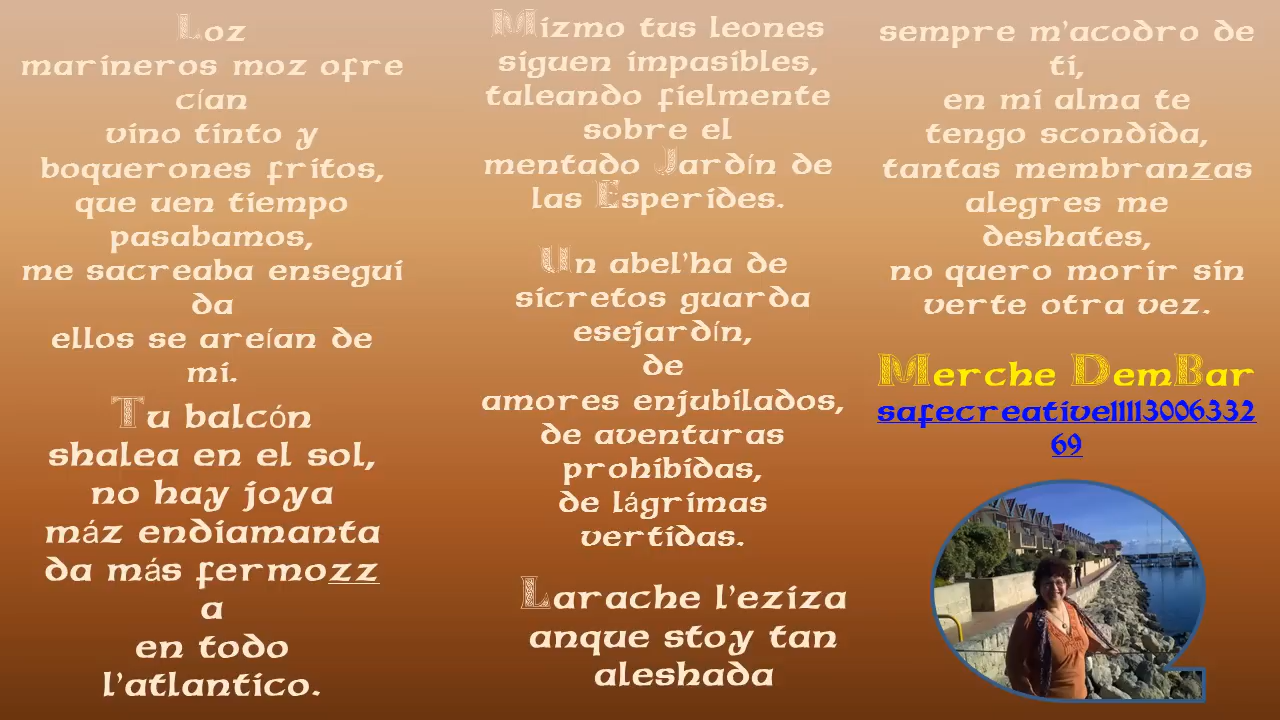 Loz
marineros moz ofre
cían
vino tinto y
boquerones fritos,
que uen tiempo
pasabamos,
me sacreaba ensegui
da
ellos se areían de
mi.
Tu balcón
shalea en el sol,
no hay joya
máz endiamanta
da más fermozz
a
en todo
l'atlantico.
Mizmo tus leones
siguen impasibles,
taleando fielmente
sobre el
mentado Jardín de
las Esperides.
Un abel'ha de
sicretos guarda
esejardín,
de
amores enjubilados,
de aventuras
prohibidas,
de lágrimas
vertidas.
Larache l'eziza
anque stoy tan
aleshada
sempre m'acodro de
ti,
en mi alma te
tengo scondida,
tantas membranzas
alegres me
deshates,
no quero morir sin
verte otra vez.
Merche DemBar
safecreative11113006332
69